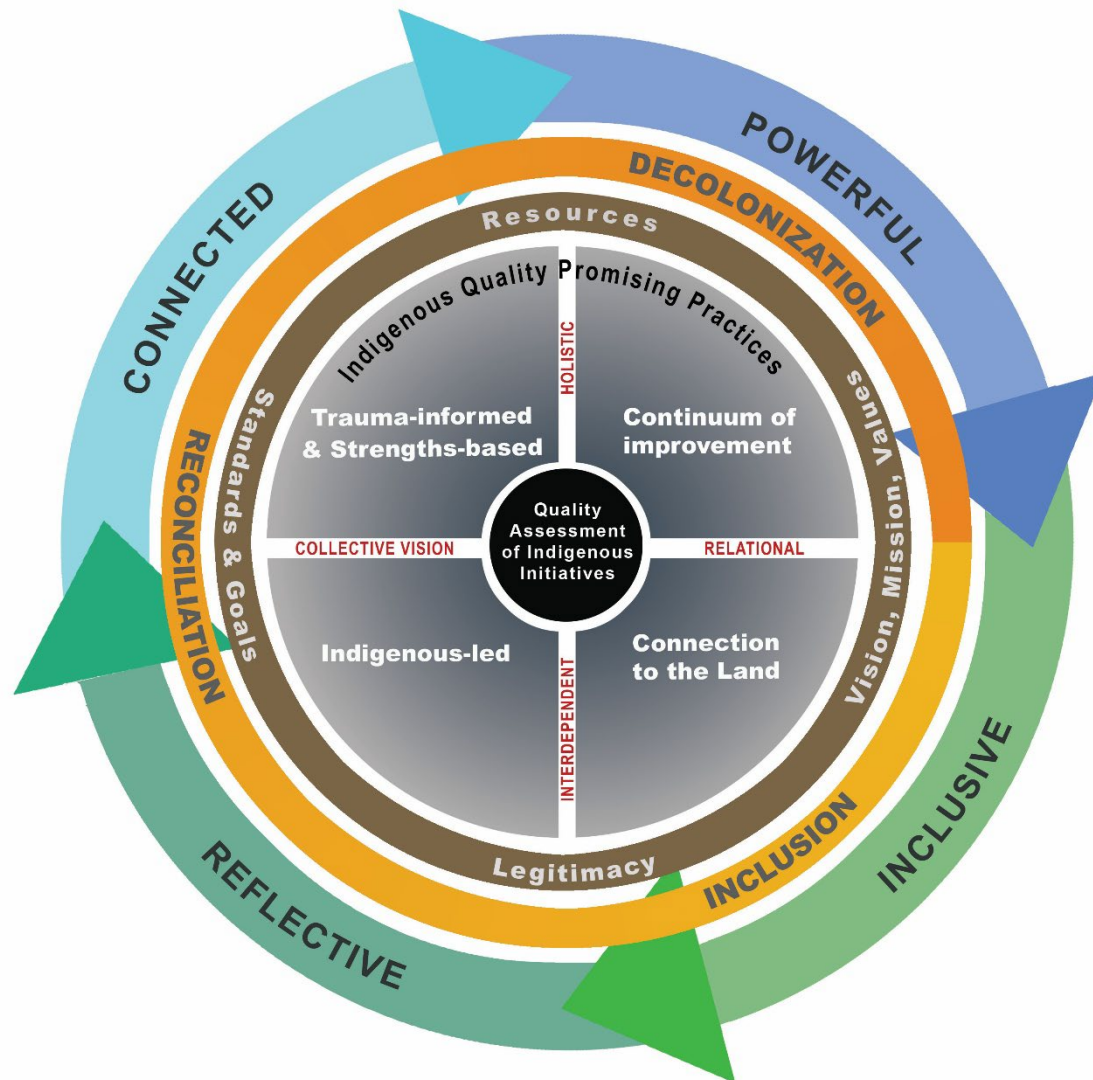 CONNECTED
POWERFUL
INCLUSIVE
REFLECTIVE
DECOLONIZATION
INCLUSION
RECONCILIATION
Resources
Vision, Mission, Values
Legitimacy
Standards & Goals
Indigenous Quality Promising Practices
HOLISTIC
Trauma-informed
& Strengths-based
Continuum of
improvement
COLLECTIVE VISION
Quality
Assessment
of Indigenous
Initiatives
RELATIONAL
Indigenous-led
Connection
to the Land
INTERDEPENDENT